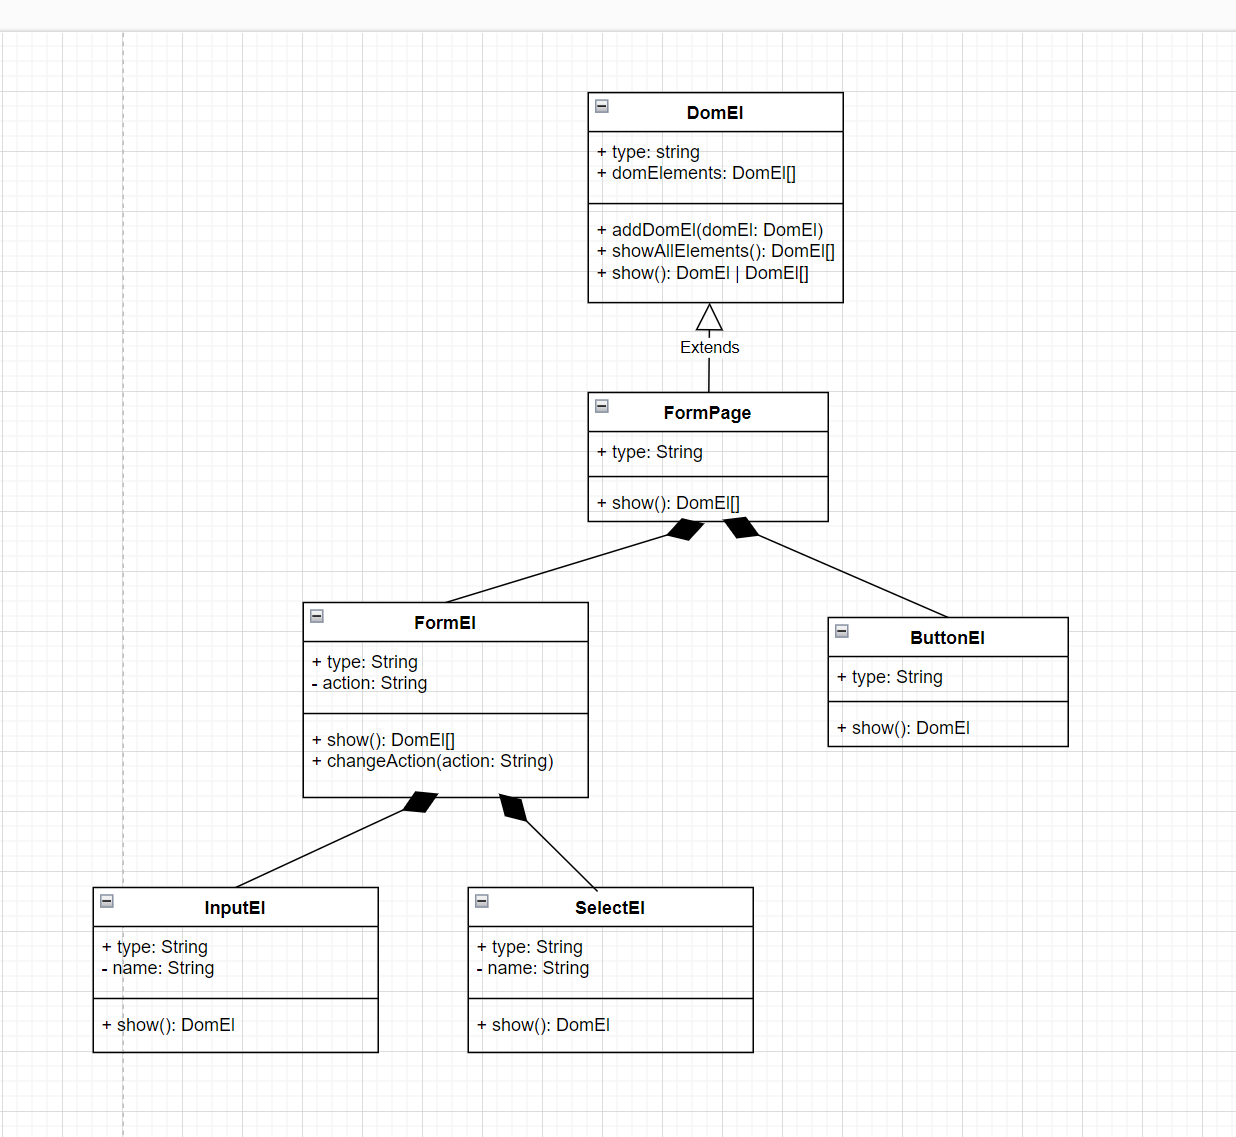 DomEl
+ type: string
+ domElements: DomEl[]
+ addDomEl(domEl: DomEl)
+ showAllElements(): DomEl[]
+ show(): DomEl | DomEl[]
Extends
FormPage
+ type: String
+ show(): DomEl[]
FormEl
+ type: String
- action: String
+ show(): DomEl[]
+ changeAction(action: String)
ButtonEl
+ type: String
+ show(): DomEl
InputEl
+ type: String
- name: String
+ show(): DomEl
SelectEl
+ type: String
- name: String
+ show(): DomEl